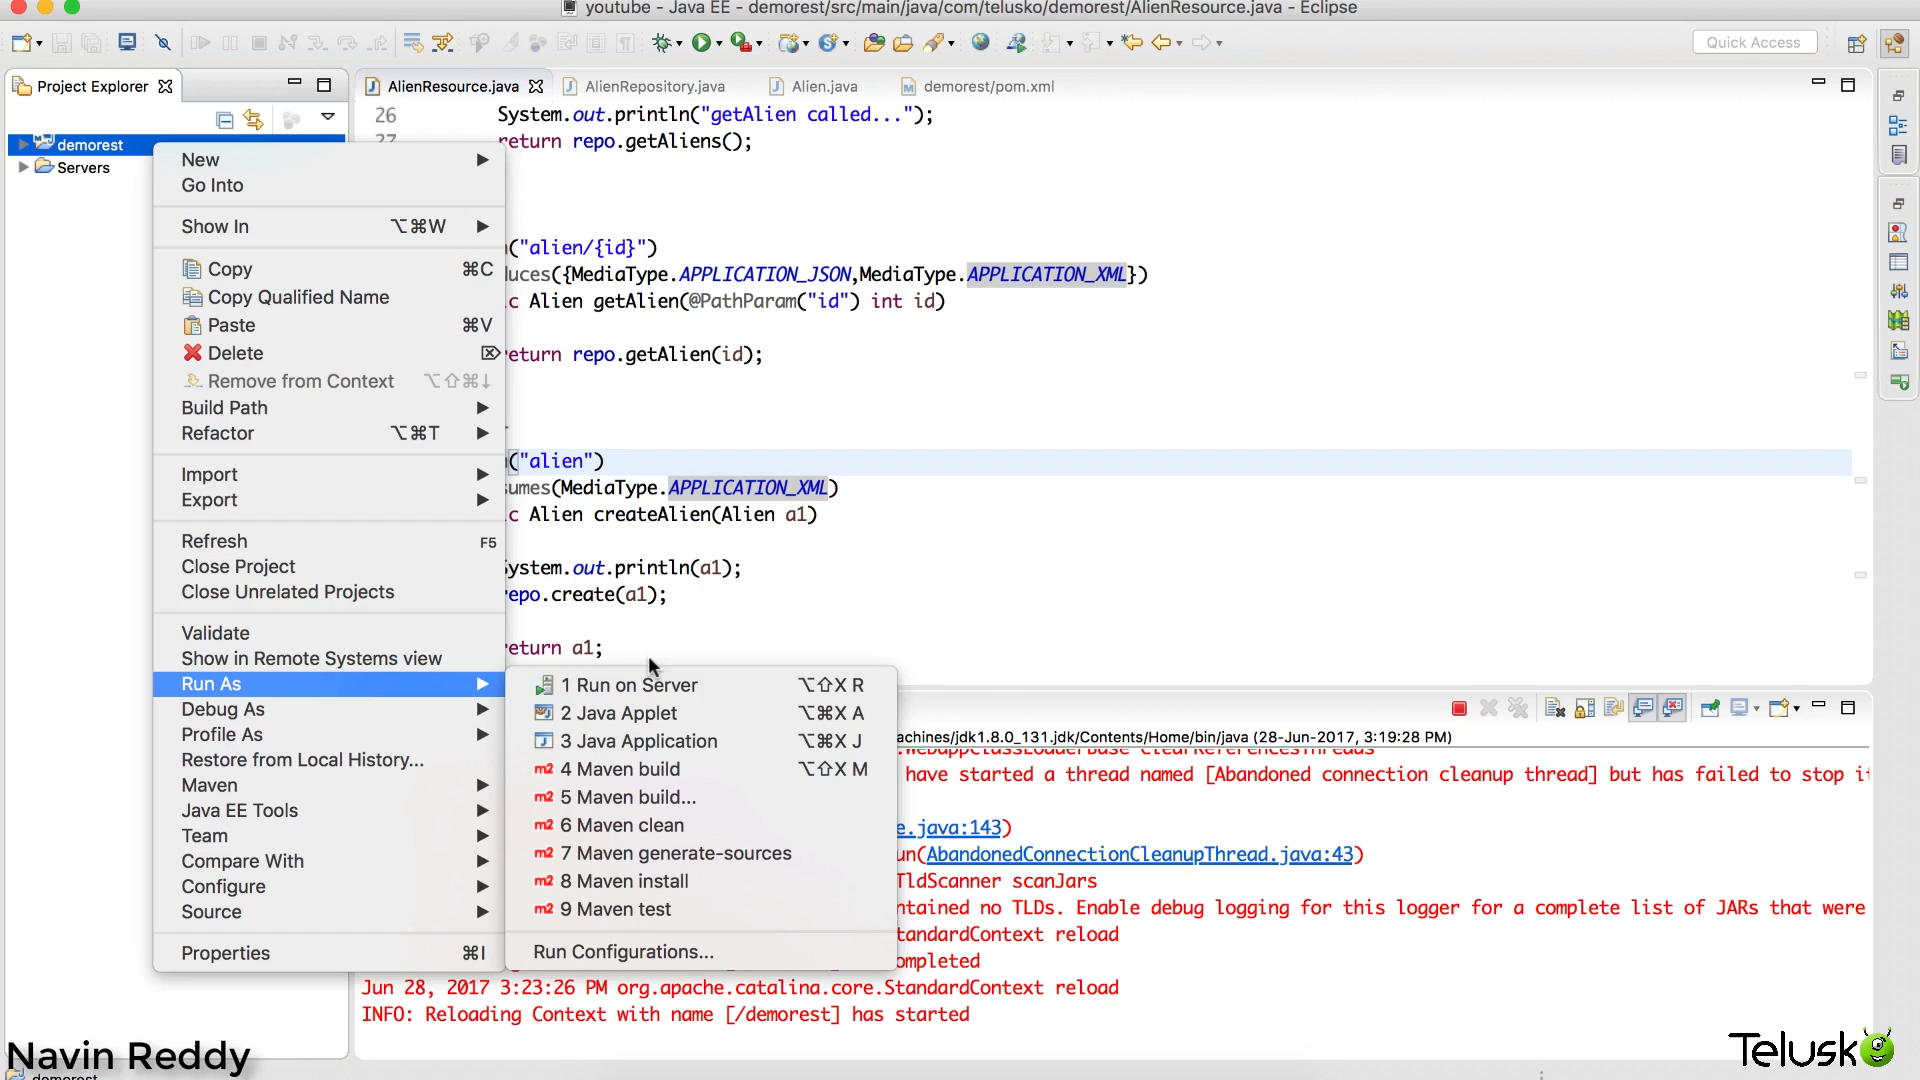 youtube - Java EE - demorest/src/main/java/com/telusko/demorest/AlienResource.java - Eclipse
Quick Access
Project Explorer
AlienResource.java
AlienRepository.java
Alien.java
demorest/pom.xml
demorest
Servers
26 System.out.println("getAlien called...");
27 return repo.getAliens();
("alien/{id}")
uces({MediaType.APPLICATION_JSON,MediaType.APPLICATION_XML})
c Alien getAlien(@PathParam("id") int id)
return repo.getAlien(id);
("alien")
sumes(MediaType.APPLICATION_XML)
c Alien createAlien(Alien a1)
System.out.println(a1);
repo.create(a1);
return a1;
New
Go Into
Show In ⌥⌘W
Copy ⌘C
Copy Qualified Name
Paste ⌘V
Delete ⌦
Remove from Context ⌥⇧⌘↓
Build Path
Refactor ⌥⌘T
Import
Export
Refresh F5
Close Project
Close Unrelated Projects
Validate
Show in Remote Systems view
Run As
Debug As
Profile As
Restore from Local History...
Maven
Java EE Tools
Team
Compare With
Configure
Source
Properties ⌘I
1 Run on Server ⌥⇧X R
2 Java Applet ⌥⌘X A
3 Java Application ⌥⌘X J
m2 4 Maven build ⌥⇧X M
m2 5 Maven build...
m2 6 Maven clean
m2 7 Maven generate-sources
m2 8 Maven install
m2 9 Maven test
Run Configurations...
achines/jdk1.8.0_131.jdk/Contents/Home/bin/java (28-Jun-2017, 3:19:28 PM)
.WebappClassLoaderBase clearReferencesThreads
have started a thread named [Abandoned connection cleanup thread] but has failed to stop i
e.java:143)
un(AbandonedConnectionCleanupThread.java:43)
TldScanner scanJars
ntained no TLDs. Enable debug logging for this logger for a complete list of JARs that were
tandardContext reload
ompleted
Jun 28, 2017 3:23:26 PM org.apache.catalina.core.StandardContext reload
INFO: Reloading Context with name [/demorest] has started
Navin Reddy
Telusko
demorest